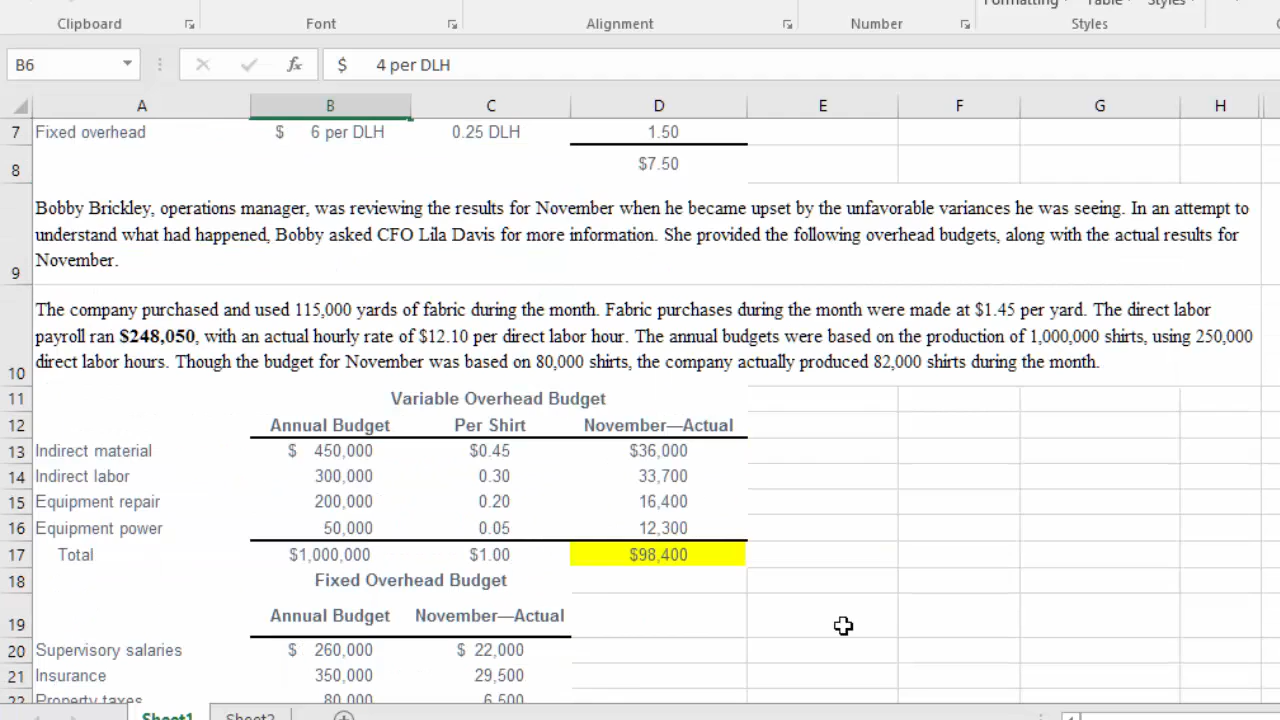 Formatting Table Styles
Clipboard Font Alignment Number Styles
B6 fx $ 4 per DLH
A B C D E F G H
7 Fixed overhead $ 6 per DLH 0.25 DLH 1.50
8 $7.50
Bobby Brickley, operations manager, was reviewing the results for November when he became upset by the unfavorable variances he was seeing. In an attempt to
understand what had happened, Bobby asked CFO Lila Davis for more information. She provided the following overhead budgets, along with the actual results for
9 November.
The company purchased and used 115,000 yards of fabric during the month. Fabric purchases during the month were made at $1.45 per yard. The direct labor
payroll ran $248,050, with an actual hourly rate of $12.10 per direct labor hour. The annual budgets were based on the production of 1,000,000 shirts, using 250,000
10 direct labor hours. Though the budget for November was based on 80,000 shirts, the company actually produced 82,000 shirts during the month.
11 Variable Overhead Budget
12 Annual Budget Per Shirt November—Actual
13 Indirect material $ 450,000 $0.45 $36,000
14 Indirect labor 300,000 0.30 33,700
15 Equipment repair 200,000 0.20 16,400
16 Equipment power 50,000 0.05 12,300
17 Total $1,000,000 $1.00 $98,400
18 Fixed Overhead Budget
19 Annual Budget November—Actual
20 Supervisory salaries $ 260,000 $ 22,000
21 Insurance 350,000 29,500
22 Property taxes 80,000 6,500
Sheet1 Sheet2